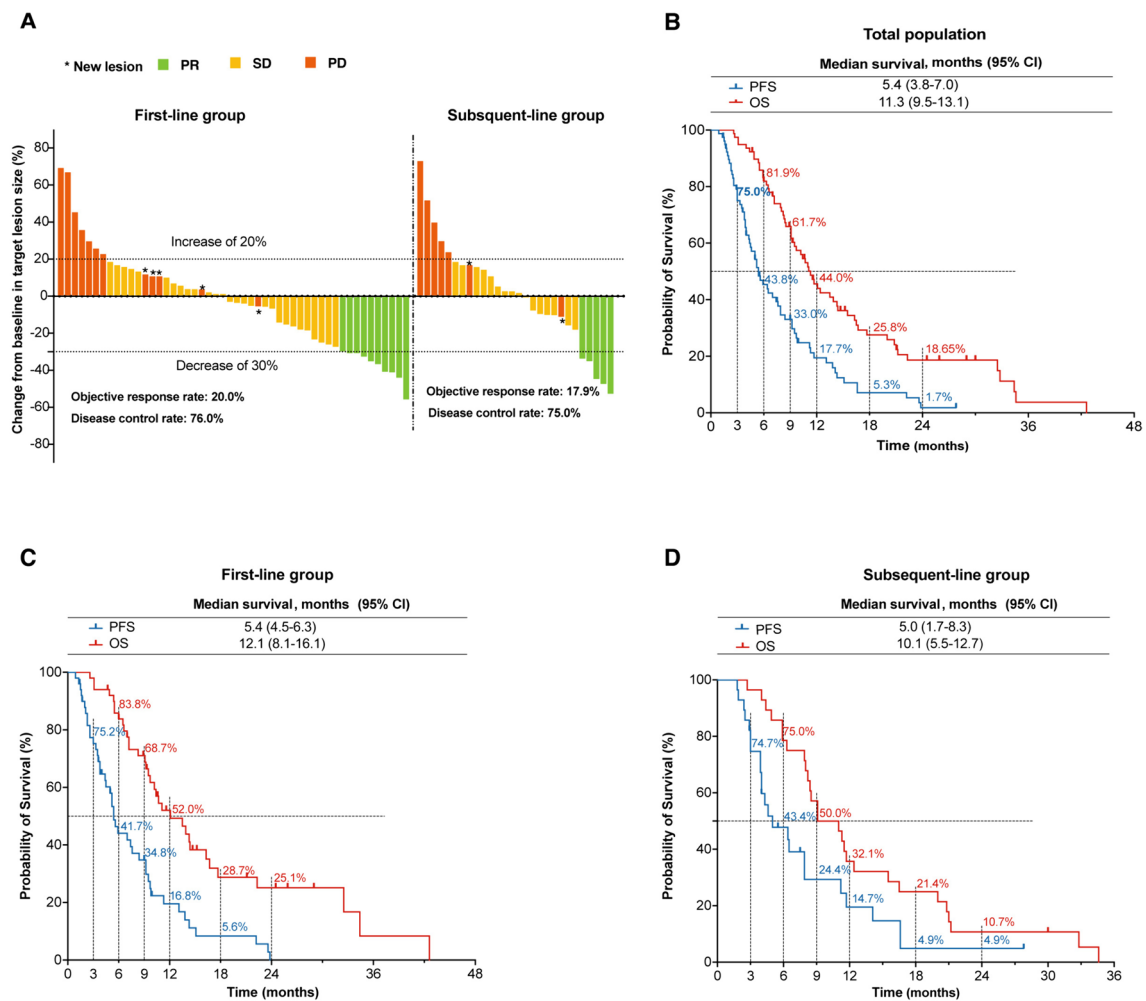 A
* New lesion PR SD PD
First-line group Subsquent-line group
Change from baseline in target lesion size (%)
80
60
40
20
0
-20
-40
-60
-80
Increase of 20%
Decrease of 30%
Objective response rate: 20.0%
Disease control rate: 76.0%
Objective response rate: 17.9%
Disease control rate: 75.0%
* * * * * * *
B
Total population
Median survival, months (95% CI)
PFS 5.4 (3.8-7.0)
OS 11.3 (9.5-13.1)
Probability of Survival (%)
100
80
60
40
20
0
81.9%
75.0%
61.7%
43.8% 44.0%
33.0%
25.8%
17.7% 18.65%
5.3%
1.7%
0 3 6 9 12 18 24 36 48
Time (months)
C
First-line group
Median survival, months (95% CI)
PFS 5.4 (4.5-6.3)
OS 12.1 (8.1-16.1)
Probability of Survival (%)
100
80
60
40
20
0
83.8%
75.2%
68.7%
52.0%
41.7%
34.8%
28.7% 25.1%
16.8%
5.6%
0 3 6 9 12 18 24 36 48
Time (months)
D
Subsequent-line group
Median survival, months (95% CI)
PFS 5.0 (1.7-8.3)
OS 10.1 (5.5-12.7)
Probability of Survival (%)
100
80
60
40
20
0
75.0%
74.7%
43.4% 50.0%
32.1%
24.4%
21.4%
14.7%
10.7%
4.9% 4.9%
0 3 6 9 12 18 24 30 36
Time (months)